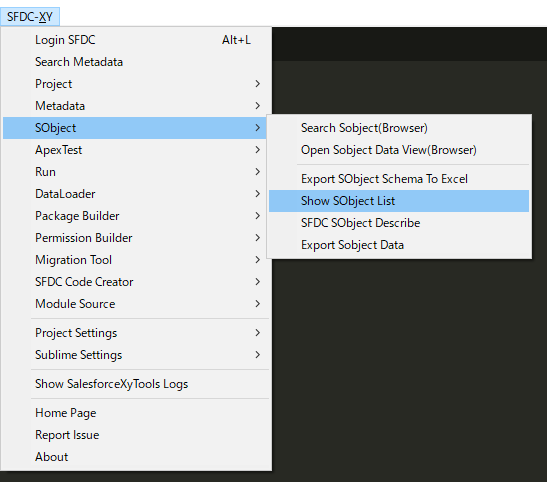 SFDC-XY
Login SFDC Alt+L
Search Metadata
Project
Metadata
SObject
ApexTest
Run
DataLoader
Package Builder
Permission Builder
Migration Tool
SFDC Code Creator
Module Source
Project Settings
Sublime Settings
Show SalesforceXyTools Logs
Home Page
Report Issue
About
Search Sobject(Browser)
Open Sobject Data View(Browser)
Export SObject Schema To Excel
Show SObject List
SFDC SObject Describe
Export Sobject Data